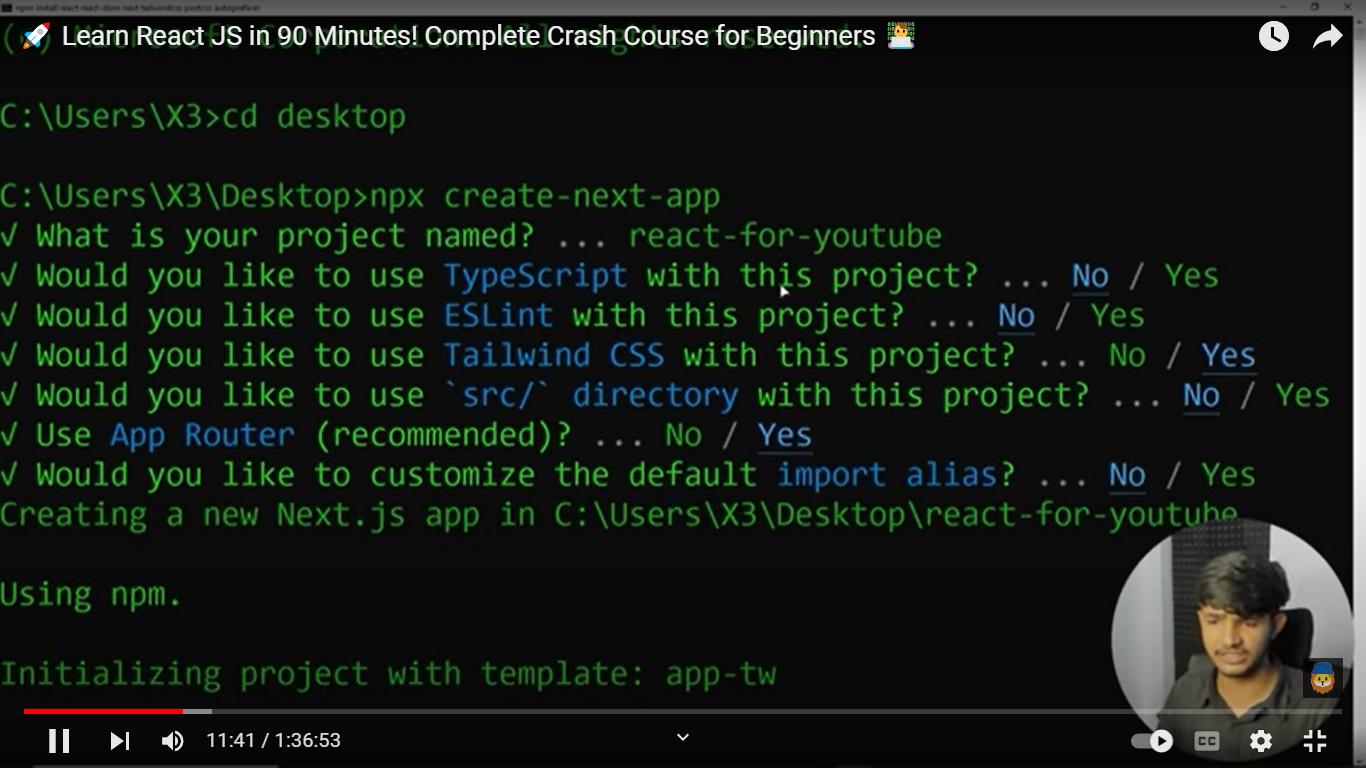 npm install react react-dom next tailwindcss postcss autoprefixer
🚀 Learn React JS in 90 Minutes! Complete Crash Course for Beginners 👨‍💻
C:\Users\X3>cd desktop
C:\Users\X3\Desktop>npx create-next-app
√ What is your project named? ... react-for-youtube
√ Would you like to use TypeScript with this project? ... No / Yes
√ Would you like to use ESLint with this project? ... No / Yes
√ Would you like to use Tailwind CSS with this project? ... No / Yes
√ Would you like to use `src/` directory with this project? ... No / Yes
√ Use App Router (recommended)? ... No / Yes
√ Would you like to customize the default import alias? ... No / Yes
Creating a new Next.js app in C:\Users\X3\Desktop\react-for-youtube
Using npm.
Initializing project with template: app-tw
11:41 / 1:36:53
CC